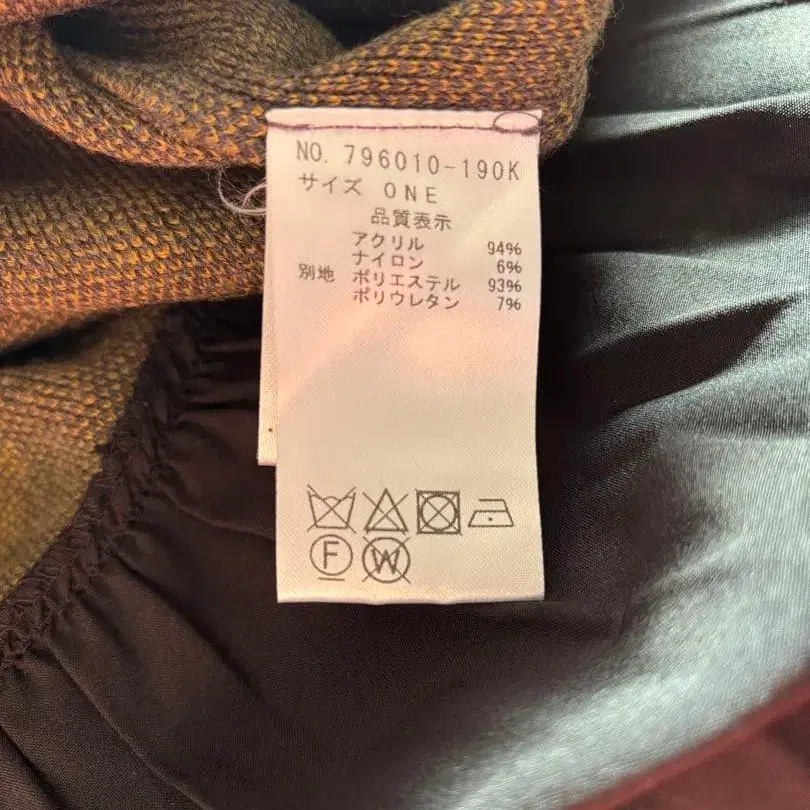 NO. 796010-190K
サイズ ONE
品質表示
アクリル 94%
ナイロン 6%
別地 ポリエステル 93%
ポリウレタン 7%
F W